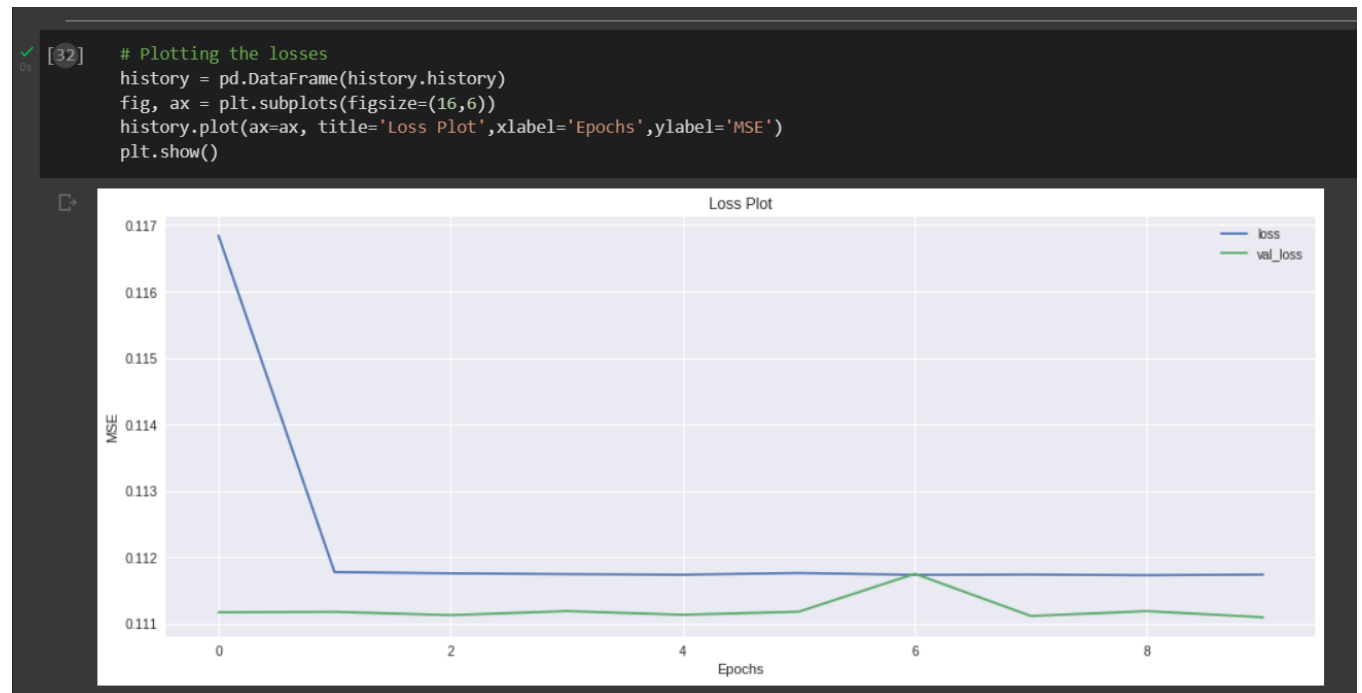 [32]
# Plotting the losses
history = pd.DataFrame(history.history)
fig, ax = plt.subplots(figsize=(16,6))
history.plot(ax=ax, title='Loss Plot',xlabel='Epochs',ylabel='MSE')
plt.show()
0s
Loss Plot
loss
val_loss
0.117
0.116
0.115
0.114
0.113
0.112
0.111
MSE
0
2
4
6
8
Epochs